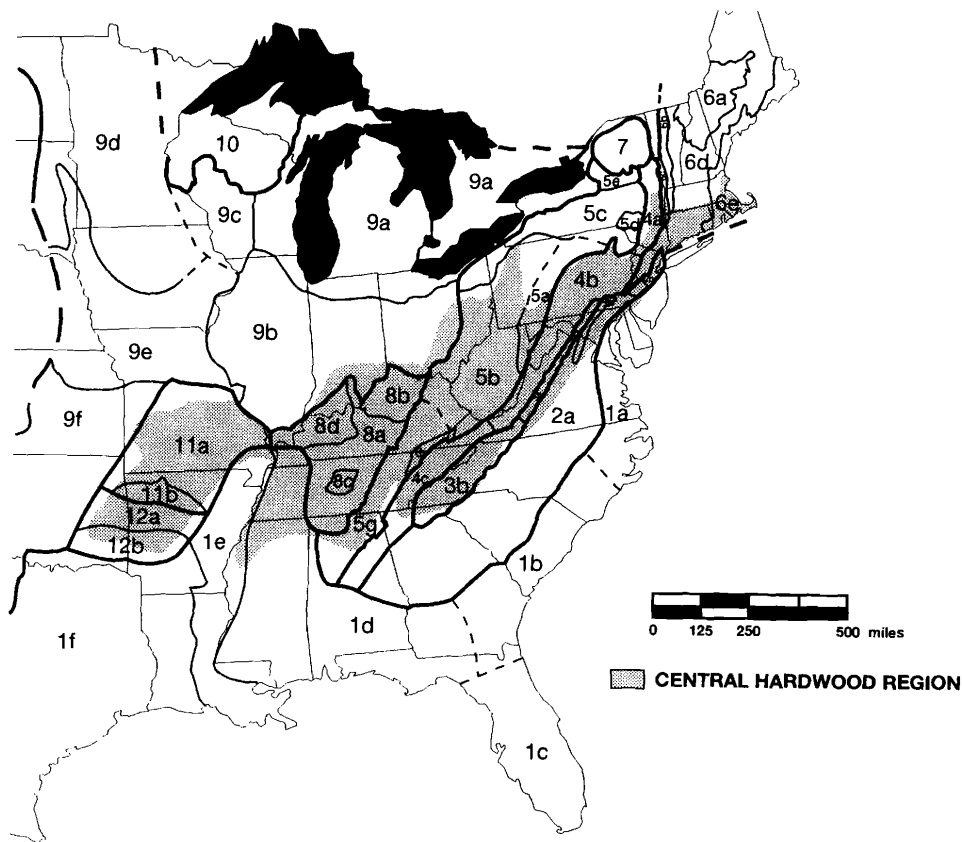 6a
9d
10
7
6d
9a
5e
9c
9a
5c
5d
4a
6e
4b
5a
9b
9e
5b
8b
9f
8d
8a
2a
1a
11a
8c
4c
3b
11b
12a
5g
12b
1e
1b
1d
1f
1c
0 125 250 500 miles
CENTRAL HARDWOOD REGION